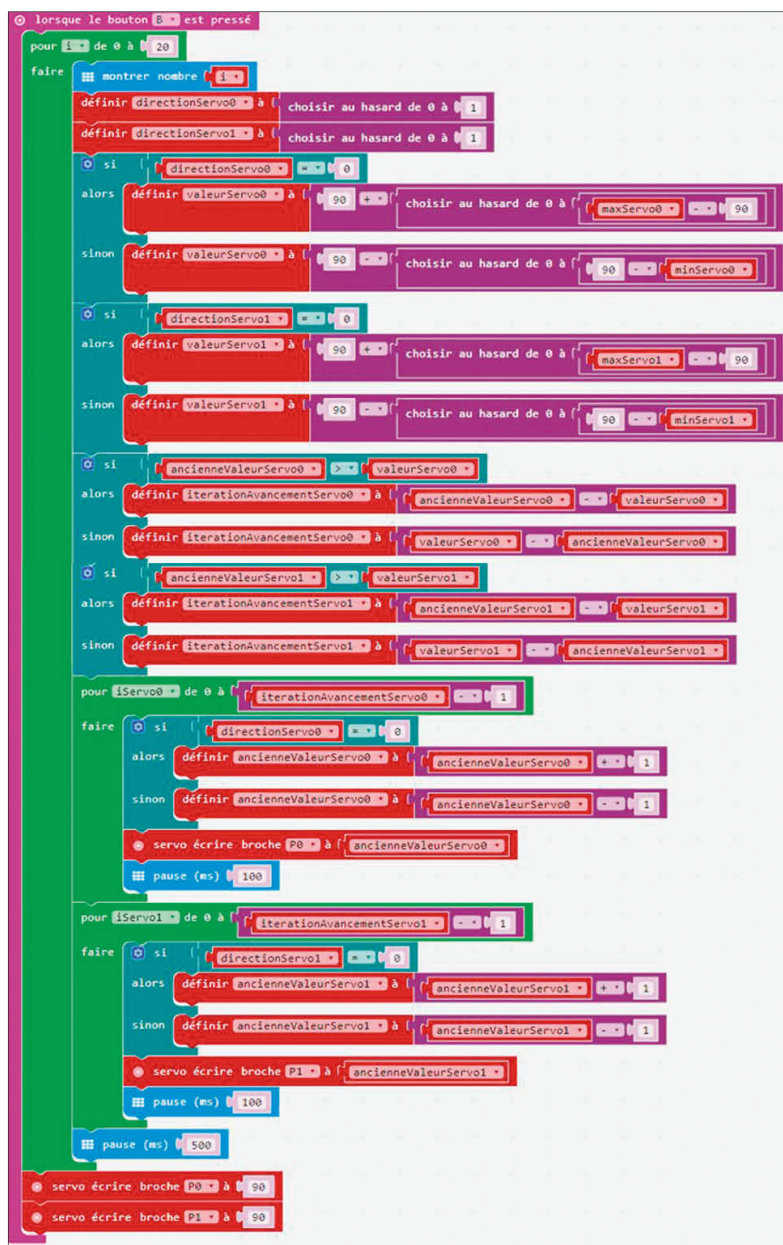 lorsque le bouton B est pressé
pour i de 0 à 20
faire montrer nombre i
définir directionServo0 à choisir au hasard de 0 à 1
définir directionServo1 à choisir au hasard de 0 à 1
si directionServo0 = 0
alors définir valeurServo0 à 90 + choisir au hasard de 0 à maxServo0 - 90
sinon définir valeurServo0 à 90 - choisir au hasard de 0 à 90 - minServo0
si directionServo1 = 0
alors définir valeurServo1 à 90 + choisir au hasard de 0 à maxServo1 - 90
sinon définir valeurServo1 à 90 - choisir au hasard de 0 à 90 - minServo1
si ancienneValeurServo0 > valeurServo0
alors définir iterationAvancementServo0 à ancienneValeurServo0 - valeurServo0
sinon définir iterationAvancementServo0 à valeurServo0 - ancienneValeurServo0
si ancienneValeurServo1 > valeurServo1
alors définir iterationAvancementServo1 à ancienneValeurServo1 - valeurServo1
sinon définir iterationAvancementServo1 à valeurServo1 - ancienneValeurServo1
pour iServo0 de 0 à iterationAvancementServo0 - 1
faire si directionServo0 = 0
alors définir ancienneValeurServo0 à ancienneValeurServo0 + 1
sinon définir ancienneValeurServo0 à ancienneValeurServo0 - 1
servo écrire broche P0 à ancienneValeurServo0
pause (ms) 100
pour iServo1 de 0 à iterationAvancementServo1 - 1
faire si directionServo1 = 0
alors définir ancienneValeurServo1 à ancienneValeurServo1 + 1
sinon définir ancienneValeurServo1 à ancienneValeurServo1 - 1
servo écrire broche P1 à ancienneValeurServo1
pause (ms) 100
pause (ms) 500
servo écrire broche P0 à 90
servo écrire broche P1 à 90